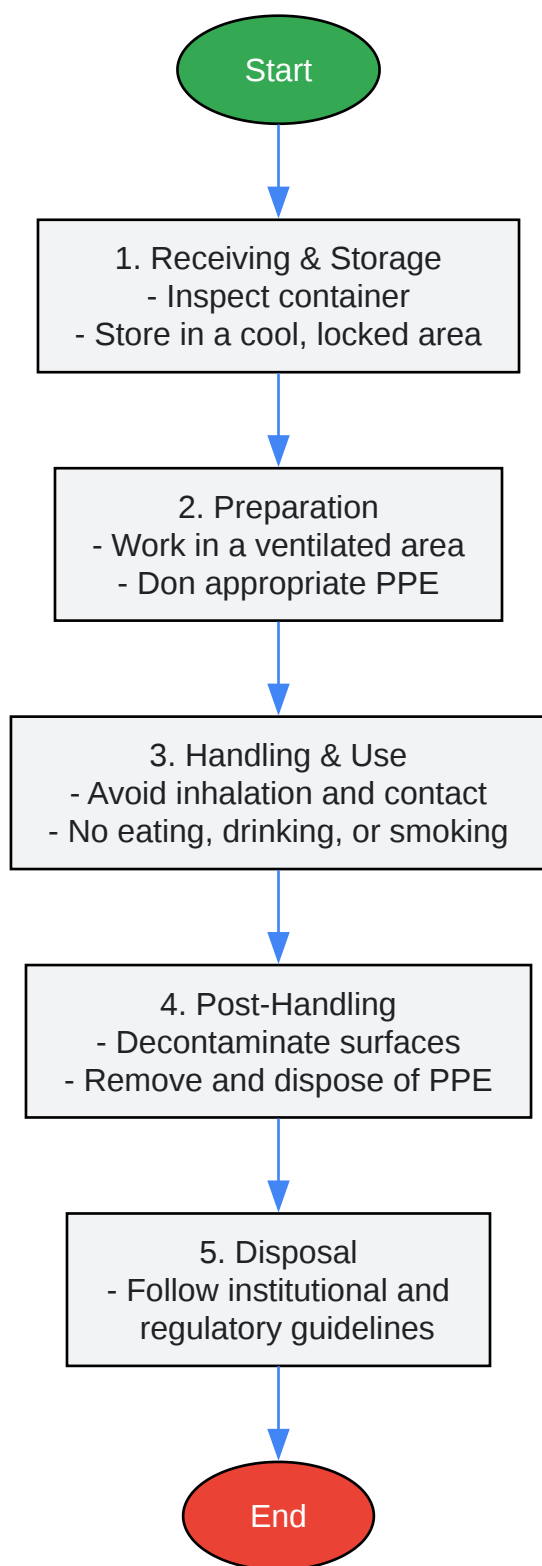 Start
1. Receiving & Storage
- Inspect container
- Store in a cool, locked area
2. Preparation
- Work in a ventilated area
- Don appropriate PPE
3. Handling & Use
- Avoid inhalation and contact
- No eating, drinking, or smoking
4. Post-Handling
- Decontaminate surfaces
- Remove and dispose of PPE
5. Disposal
- Follow institutional and
regulatory guidelines
End